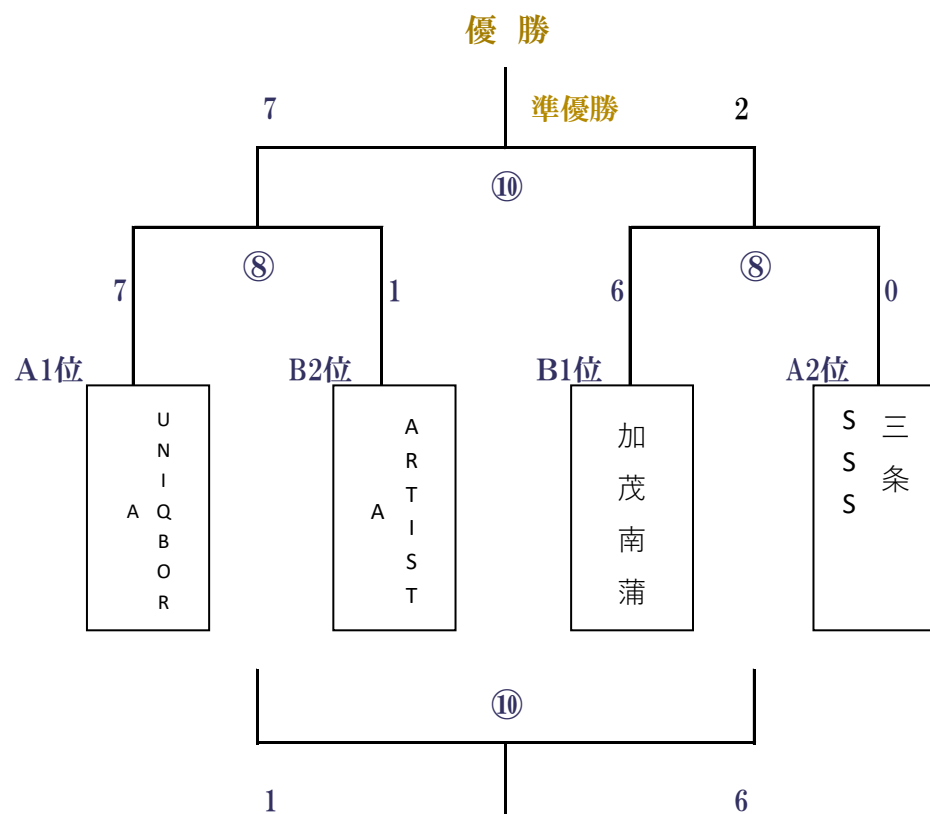 優 勝
7 準優勝 2
⑩
⑧ ⑧
7 1 6 0
A1位 B2位 B1位 A2位
UNIQBOR
A
ARTIST
A
加茂南蒲
三条
SSS
⑩
1 6